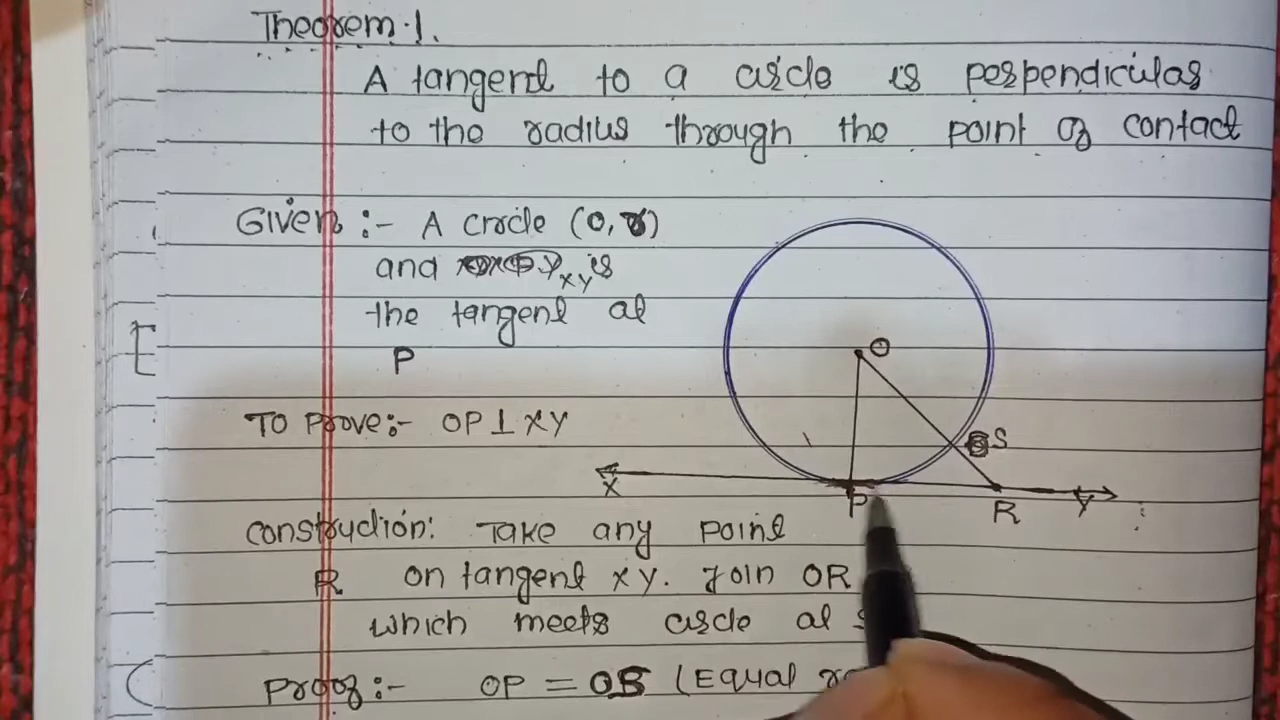 Theorem.1.
A tangent to a circle is perpendicular
to the radius through the point of contact
Given :- A circle (O, r)
and XY is
the tangent at
P
To Prove:- OP ⊥ XY
O
S
X P R Y
Construction: Take any point
R on tangent XY. Join OR
which meets circle at
Proof:- OP = OS (Equal